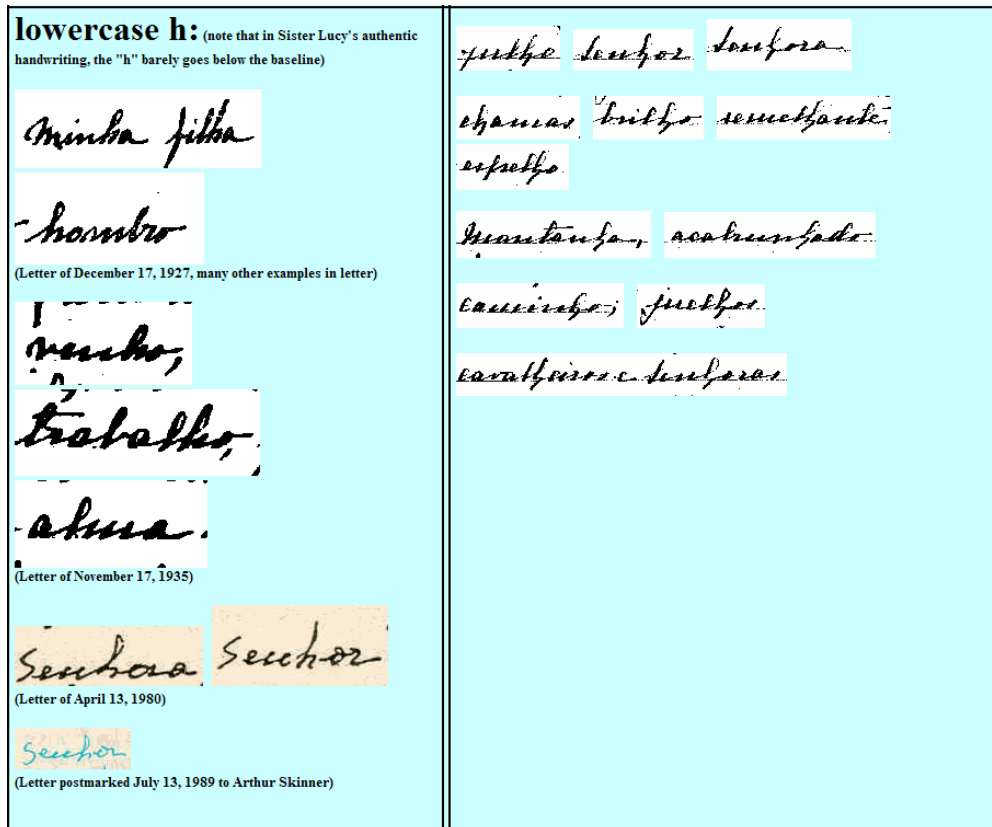 lowercase h: (note that in Sister Lucy's authentic
handwriting, the "h" barely goes below the baseline)
minha filha
hombro
(Letter of December 17, 1927, many other examples in letter)
venho,
trabalho,
alma.
(Letter of November 17, 1935)
Senhora Senhor
(Letter of April 13, 1980)
Senhor
(Letter postmarked July 13, 1989 to Arthur Skinner)
julho Senhor Senhora
chamas brilho semelhante
espelho
Montanha, acabrunhado
caminho; juelhos
cavalheiros e Senhoras